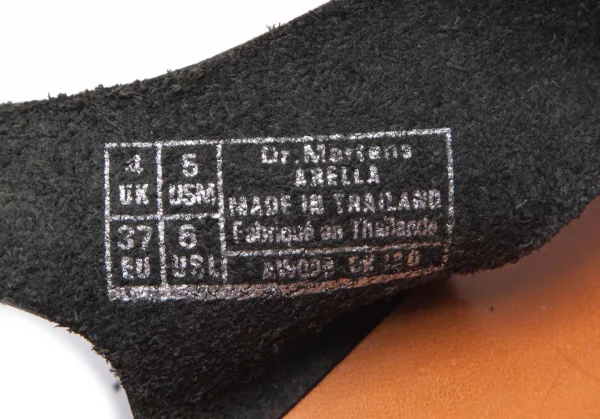 4
UK
5
USM
37
EU
6
USL
Dr. Martens
ARELLA
MADE IN THAILAND
Fabriqué en Thaïlande